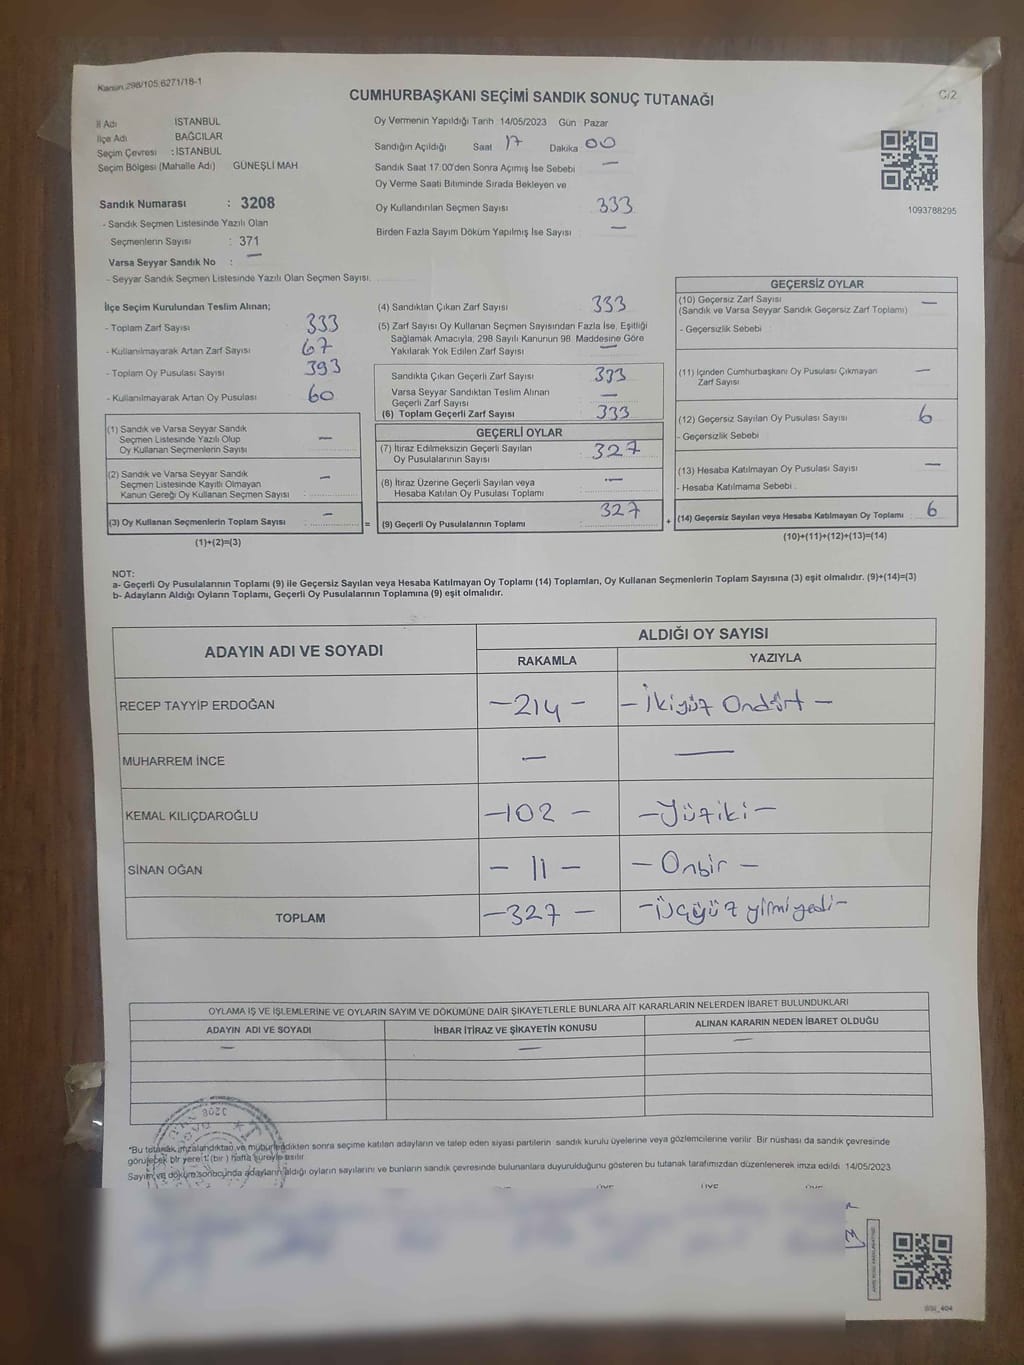 Kanun 298/105 6271/18-1
CUMHURBAŞKANI SEÇİMİ SANDIK SONUÇ TUTANAĞI
C/2
İl Adı İSTANBUL
İlçe Adı BAĞCILAR
Seçim Çevresi : İSTANBUL
Seçim Bölgesi (Mahalle Adı) GÜNEŞLİ MAH
Sandık Numarası : 3208
- Sandık Seçmen Listesinde Yazılı Olan
Seçmenlerin Sayısı : 371
Varsa Seyyar Sandık No : —
- Seyyar Sandık Seçmen Listesinde Yazılı Olan Seçmen Sayısı.
Oy Vermenin Yapıldığı Tarih 14/05/2023 Gün Pazar
Sandığın Açıldığı Saat 17 Dakika 00
Sandık Saat 17:00'den Sonra Açımış İse Sebebi —
Oy Verme Saati Bitiminde Sırada Bekleyen ve
Oy Kullandırılan Seçmen Sayısı 333
Birden Fazla Sayım Döküm Yapılmış İse Sayısı —
1093788295
İlçe Seçim Kurulundan Teslim Alınan;
- Toplam Zarf Sayısı 333
- Kullanılmayarak Artan Zarf Sayısı 67
- Toplam Oy Pusulası Sayısı 393
- Kullanılmayarak Artan Oy Pusulası 60
(1) Sandık ve Varsa Seyyar Sandık
Seçmen Listesinde Yazılı Olup
Oy Kullanan Seçmenlerin Sayısı —
(2) Sandık ve Varsa Seyyar Sandık
Seçmen Listesinde Kayıtlı Olmayan
Kanun Gereği Oy Kullanan Seçmen Sayısı —
(3) Oy Kullanan Seçmenlerin Toplam Sayısı —
(1)+(2)=(3)
=
(4) Sandıktan Çıkan Zarf Sayısı 333
(5) Zarf Sayısı Oy Kullanan Seçmen Sayısından Fazla İse, Eşitliği
Sağlamak Amacıyla, 298 Sayılı Kanunun 98. Maddesine Göre
Yakılarak Yok Edilen Zarf Sayısı —
Sandıkta Çıkan Geçerli Zarf Sayısı 333
Varsa Seyyar Sandıktan Teslim Alınan
Geçerli Zarf Sayısı —
(6) Toplam Geçerli Zarf Sayısı 333
GEÇERLİ OYLAR
(7) İtiraz Edilmeksizin Geçerli Sayılan
Oy Pusulalarının Sayısı 327
(8) İtiraz Üzerine Geçerli Sayılan veya
Hesaba Katılan Oy Pusulası Toplamı —
(9) Geçerli Oy Pusulalarının Toplamı 327
+
GEÇERSİZ OYLAR
(10) Geçersiz Zarf Sayısı —
(Sandık ve Varsa Seyyar Sandık Geçersiz Zarf Toplamı)
- Geçersizlik Sebebi
(11) İçinden Cumhurbaşkanı Oy Pusulası Çıkmayan
Zarf Sayısı —
(12) Geçersiz Sayılan Oy Pusulası Sayısı 6
- Geçersizlik Sebebi
(13) Hesaba Katılmayan Oy Pusulası Sayısı —
- Hesaba Katılmama Sebebi
(14) Geçersiz Sayılan veya Hesaba Katılmayan Oy Toplamı 6
(10)+(11)+(12)+(13)=(14)
NOT:
a- Geçerli Oy Pusulalarının Toplamı (9) ile Geçersiz Sayılan veya Hesaba Katılmayan Oy Toplamı (14) Toplamları, Oy Kullanan Seçmenlerin Toplam Sayısına (3) eşit olmalıdır. (9)+(14)=(3)
b- Adayların Aldığı Oyların Toplamı, Geçerli Oy Pusulalarının Toplamına (9) eşit olmalıdır.
ADAYIN ADI VE SOYADI ALDIĞI OY SAYISI
RAKAMLA YAZIYLA
RECEP TAYYİP ERDOĞAN -214- -İkiyüz Ondört-
MUHARREM İNCE — —
KEMAL KILIÇDAROĞLU -102- -Yüziki-
SİNAN OĞAN -11- -Onbir-
TOPLAM -327- -Üçyüz yirmiyedi-
OYLAMA İŞ VE İŞLEMLERİNE VE OYLARIN SAYIM VE DÖKÜMÜNE DAİR ŞİKAYETLERLE BUNLARA AİT KARARLARIN NELERDEN İBARET BULUNDUKLARI
ADAYIN ADI VE SOYADI İHBAR İTİRAZ VE ŞİKAYETİN KONUSU ALINAN KARARIN NEDEN İBARET OLDUĞU
— — —
3208
*Bu tutanak imzalandıktan ve mühürlendikten sonra seçime katılan adayların ve talep eden siyasi partilerin sandık kurulu üyelerine veya gözlemcilerine verilir. Bir nüshası da sandık çevresinde
görülecek bir yere 1 (bir) hafta süreyle asılır.
Sayım ve döküm sonucunda adayların aldığı oyların sayılarını ve bunların sandık çevresinde bulunanlara duyurulduğunu gösteren bu tutanak tarafımızdan düzenlenerek imza edildi 14/05/2023